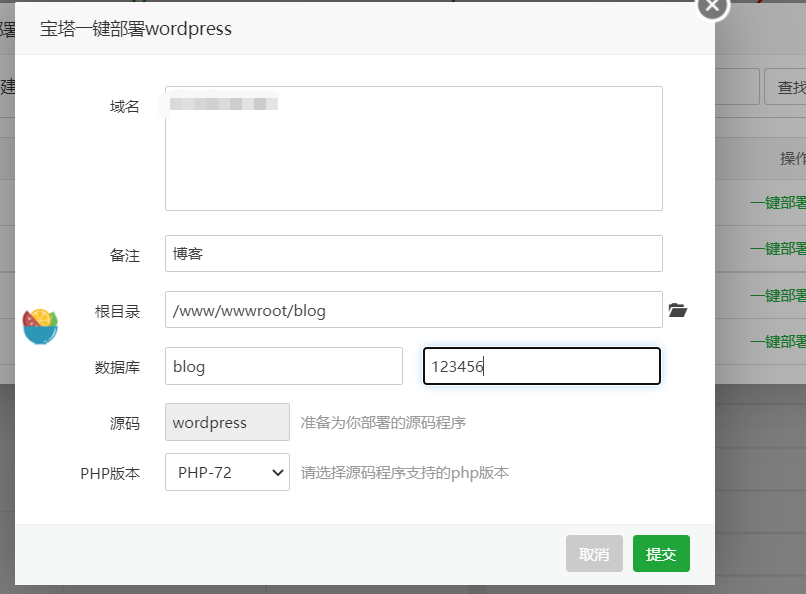 宝塔一键部署wordpress
域名
备注 博客
根目录 /www/wwwroot/blog
数据库 blog 123456
源码 wordpress 准备为你部署的源码程序
PHP版本 PHP-72 请选择源码程序支持的php版本
取消 提交
署
建
查找
操作
一键部署
一键部署
一键部署
一键部署